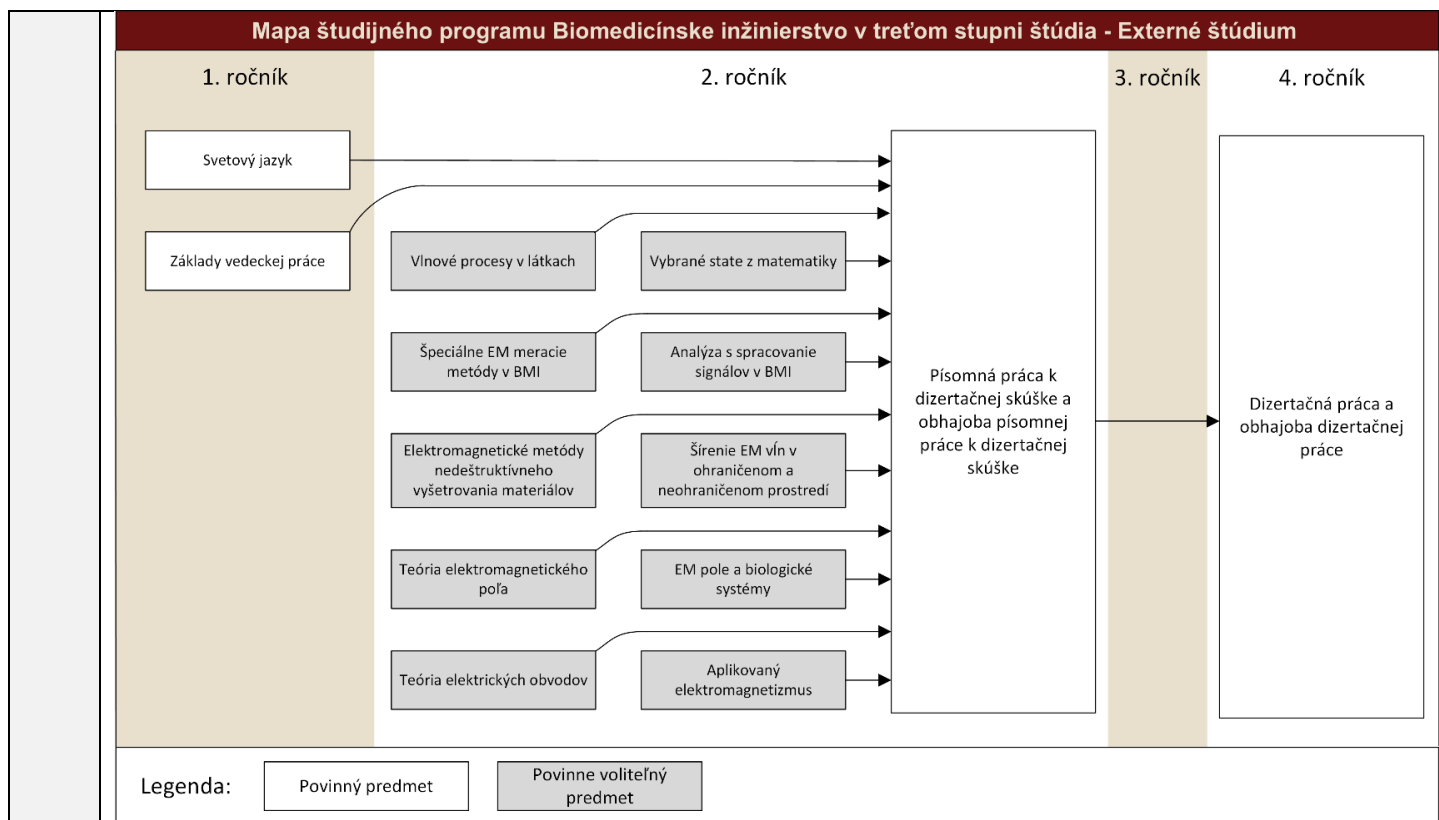 Mapa študijného programu Biomedicínske inžinierstvo v treťom stupni štúdia - Externé štúdium
1. ročník
2. ročník
3. ročník
4. ročník
Svetový jazyk
Základy vedeckej práce
Vlnové procesy v látkach
Vybrané state z matematiky
Špeciálne EM meracie
metódy v BMI
Analýza s spracovanie
signálov v BMI
Elektromagnetické metódy
nedeštruktívneho
vyšetrovania materiálov
Šírenie EM vĺn v
ohraničenom a
neohraničenom prostredí
Teória elektromagnetického
poľa
EM pole a biologické
systémy
Teória elektrických obvodov
Aplikovaný
elektromagnetizmus
Písomná práca k
dizertačnej skúške a
obhajoba písomnej
práce k dizertačnej
skúške
Dizertačná práca a
obhajoba dizertačnej
práce
Legenda:
Povinný predmet
Povinne voliteľný
predmet